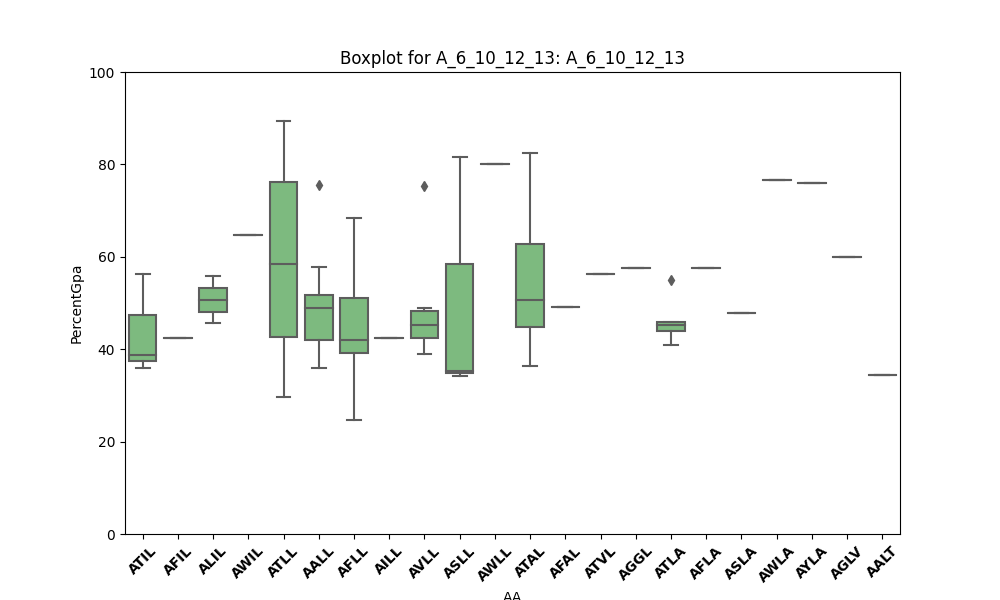 Boxplot for A_6_10_12_13: A_6_10_12_13
PercentGpa
100
80
60
40
20
0
ATIL AFIL ALIL AWIL ATLL AALL AFLL AILL AVLL ASLL AWLL ATAL AFAL ATVL AGGL ATLA AFLA ASLA AWLA AYLA AGLV AALT
AA